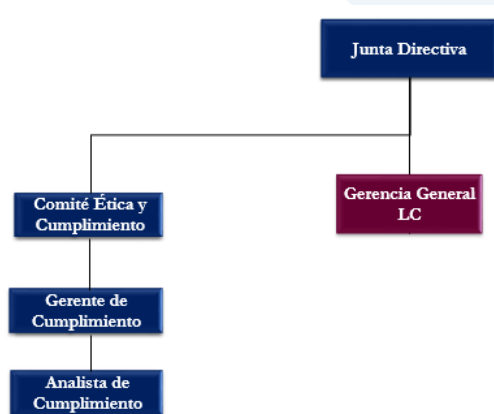 Junta Directiva
Gerencia General
LC
Comité Ética y
Cumplimiento
Gerente de
Cumplimiento
Analista de
Cumplimiento